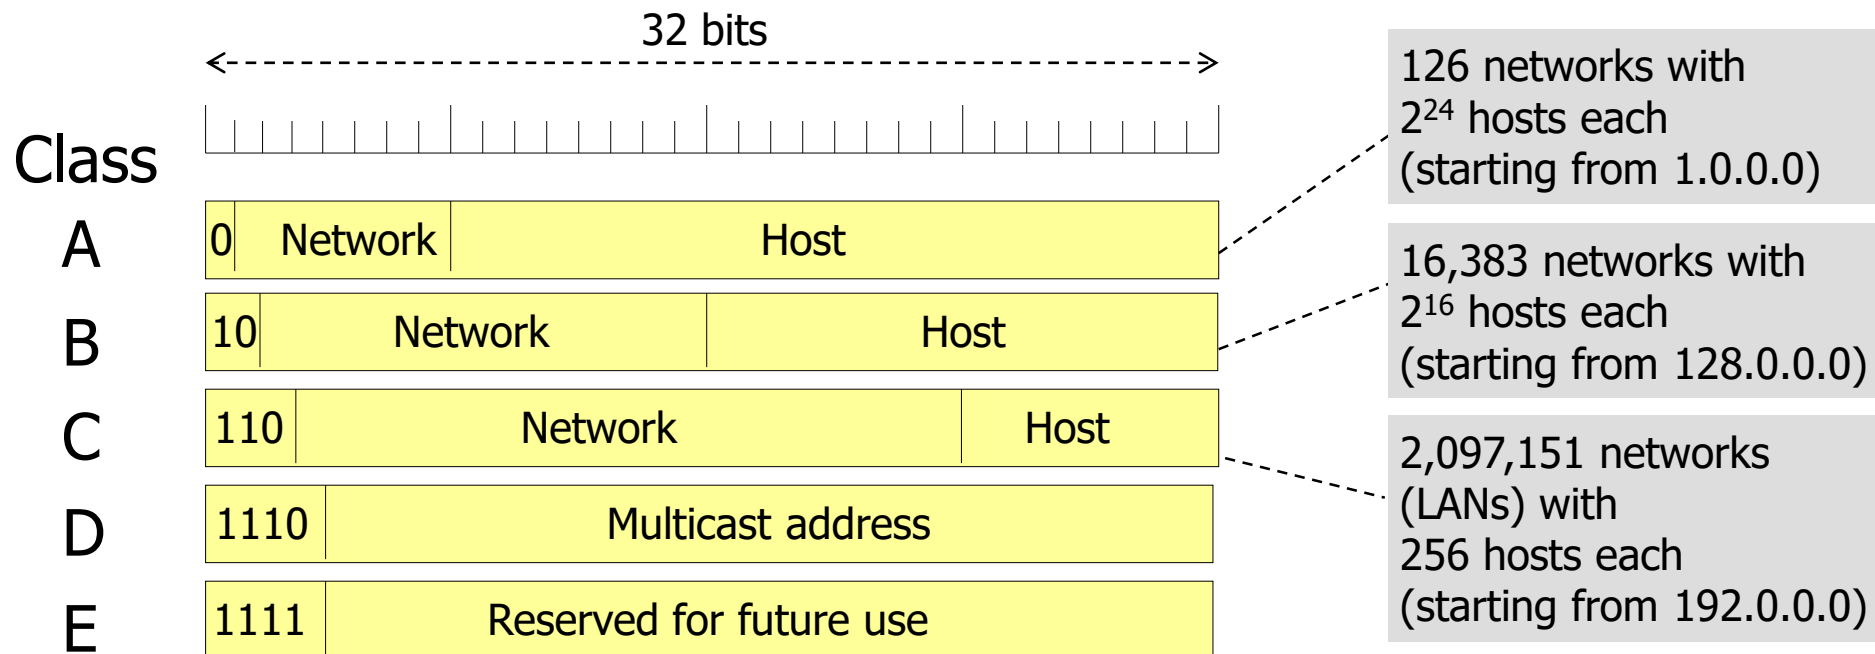 32 bits
Class
A
0 Network Host
B
10 Network Host
C
110 Network Host
D
1110 Multicast address
E
1111 Reserved for future use
126 networks with
2²⁴ hosts each
(starting from 1.0.0.0)
16,383 networks with
2¹⁶ hosts each
(starting from 128.0.0.0)
2,097,151 networks
(LANs) with
256 hosts each
(starting from 192.0.0.0)